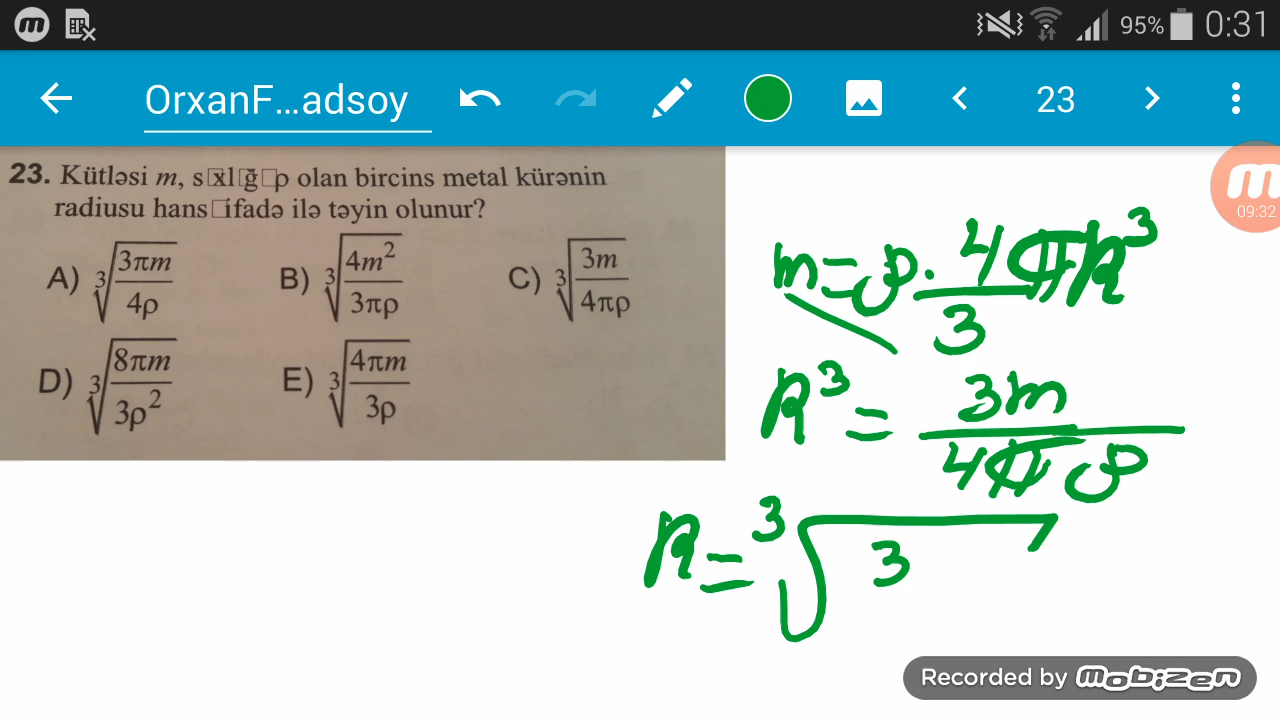 95% 0:31
OrxanF...adsoy 23
09:32
23. Kütləsi m, s□xl□ğ□ρ olan bircins metal kürənin
radiusu hans□ifadə ilə təyin olunur?
A) ∛(3πm/4ρ) B) ∛(4m²/3πρ) C) ∛(3m/4πρ)
D) ∛(8πm/3ρ²) E) ∛(4πm/3ρ)
m=ρ·4πR³/3
R³=3m/4πρ
R=∛3
Recorded by mobizen